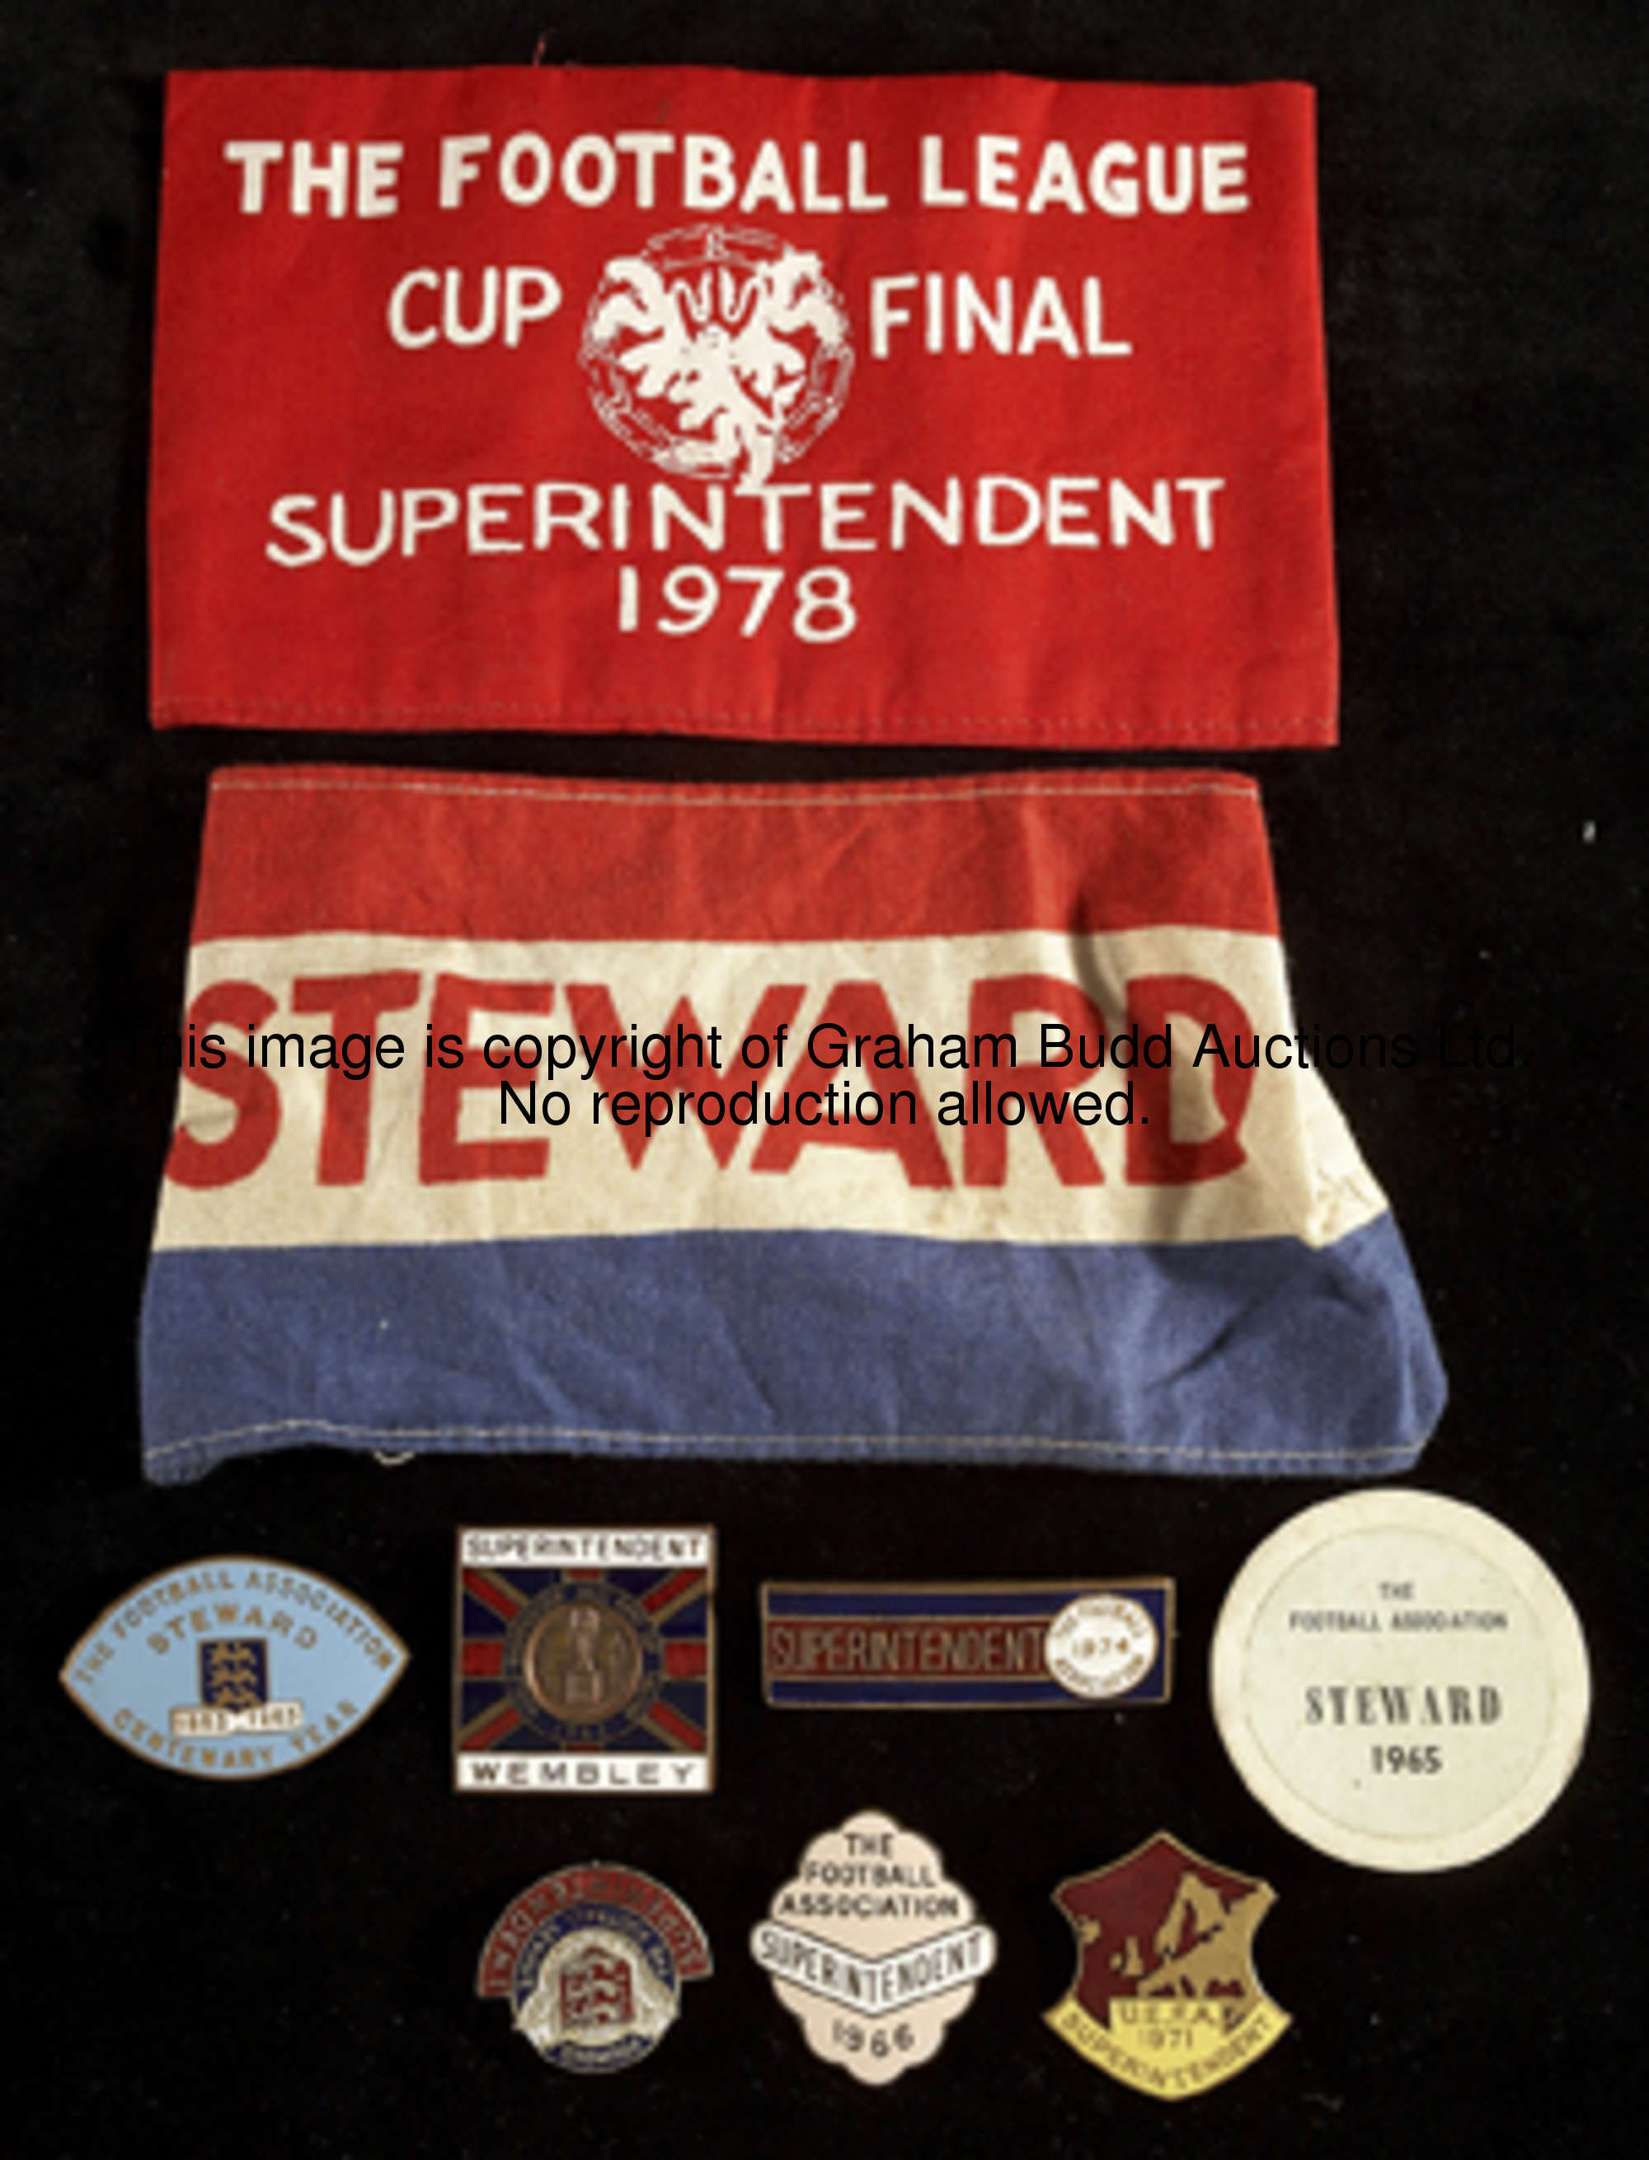 THE FOOTBALL LEAGUE
CUP FINAL
SUPERINTENDENT
1978
STEWARD
is image is copyright of Graham Budd Auctions Ltd.
No reproduction allowed.
THE FOOTBALL ASSOCIATION
STEWARD
CENTENARY YEAR
SUPERINTENDENT
WEMBLEY
SUPERINTENDENT
1974
ASSOCIATION
THE
FOOTBALL ASSOCIATION
STEWARD
1965
THE
FOOTBALL
ASSOCIATION
SUPERINTENDENT
1966
U.E.F.A.
1971
SUPERINTENDENT